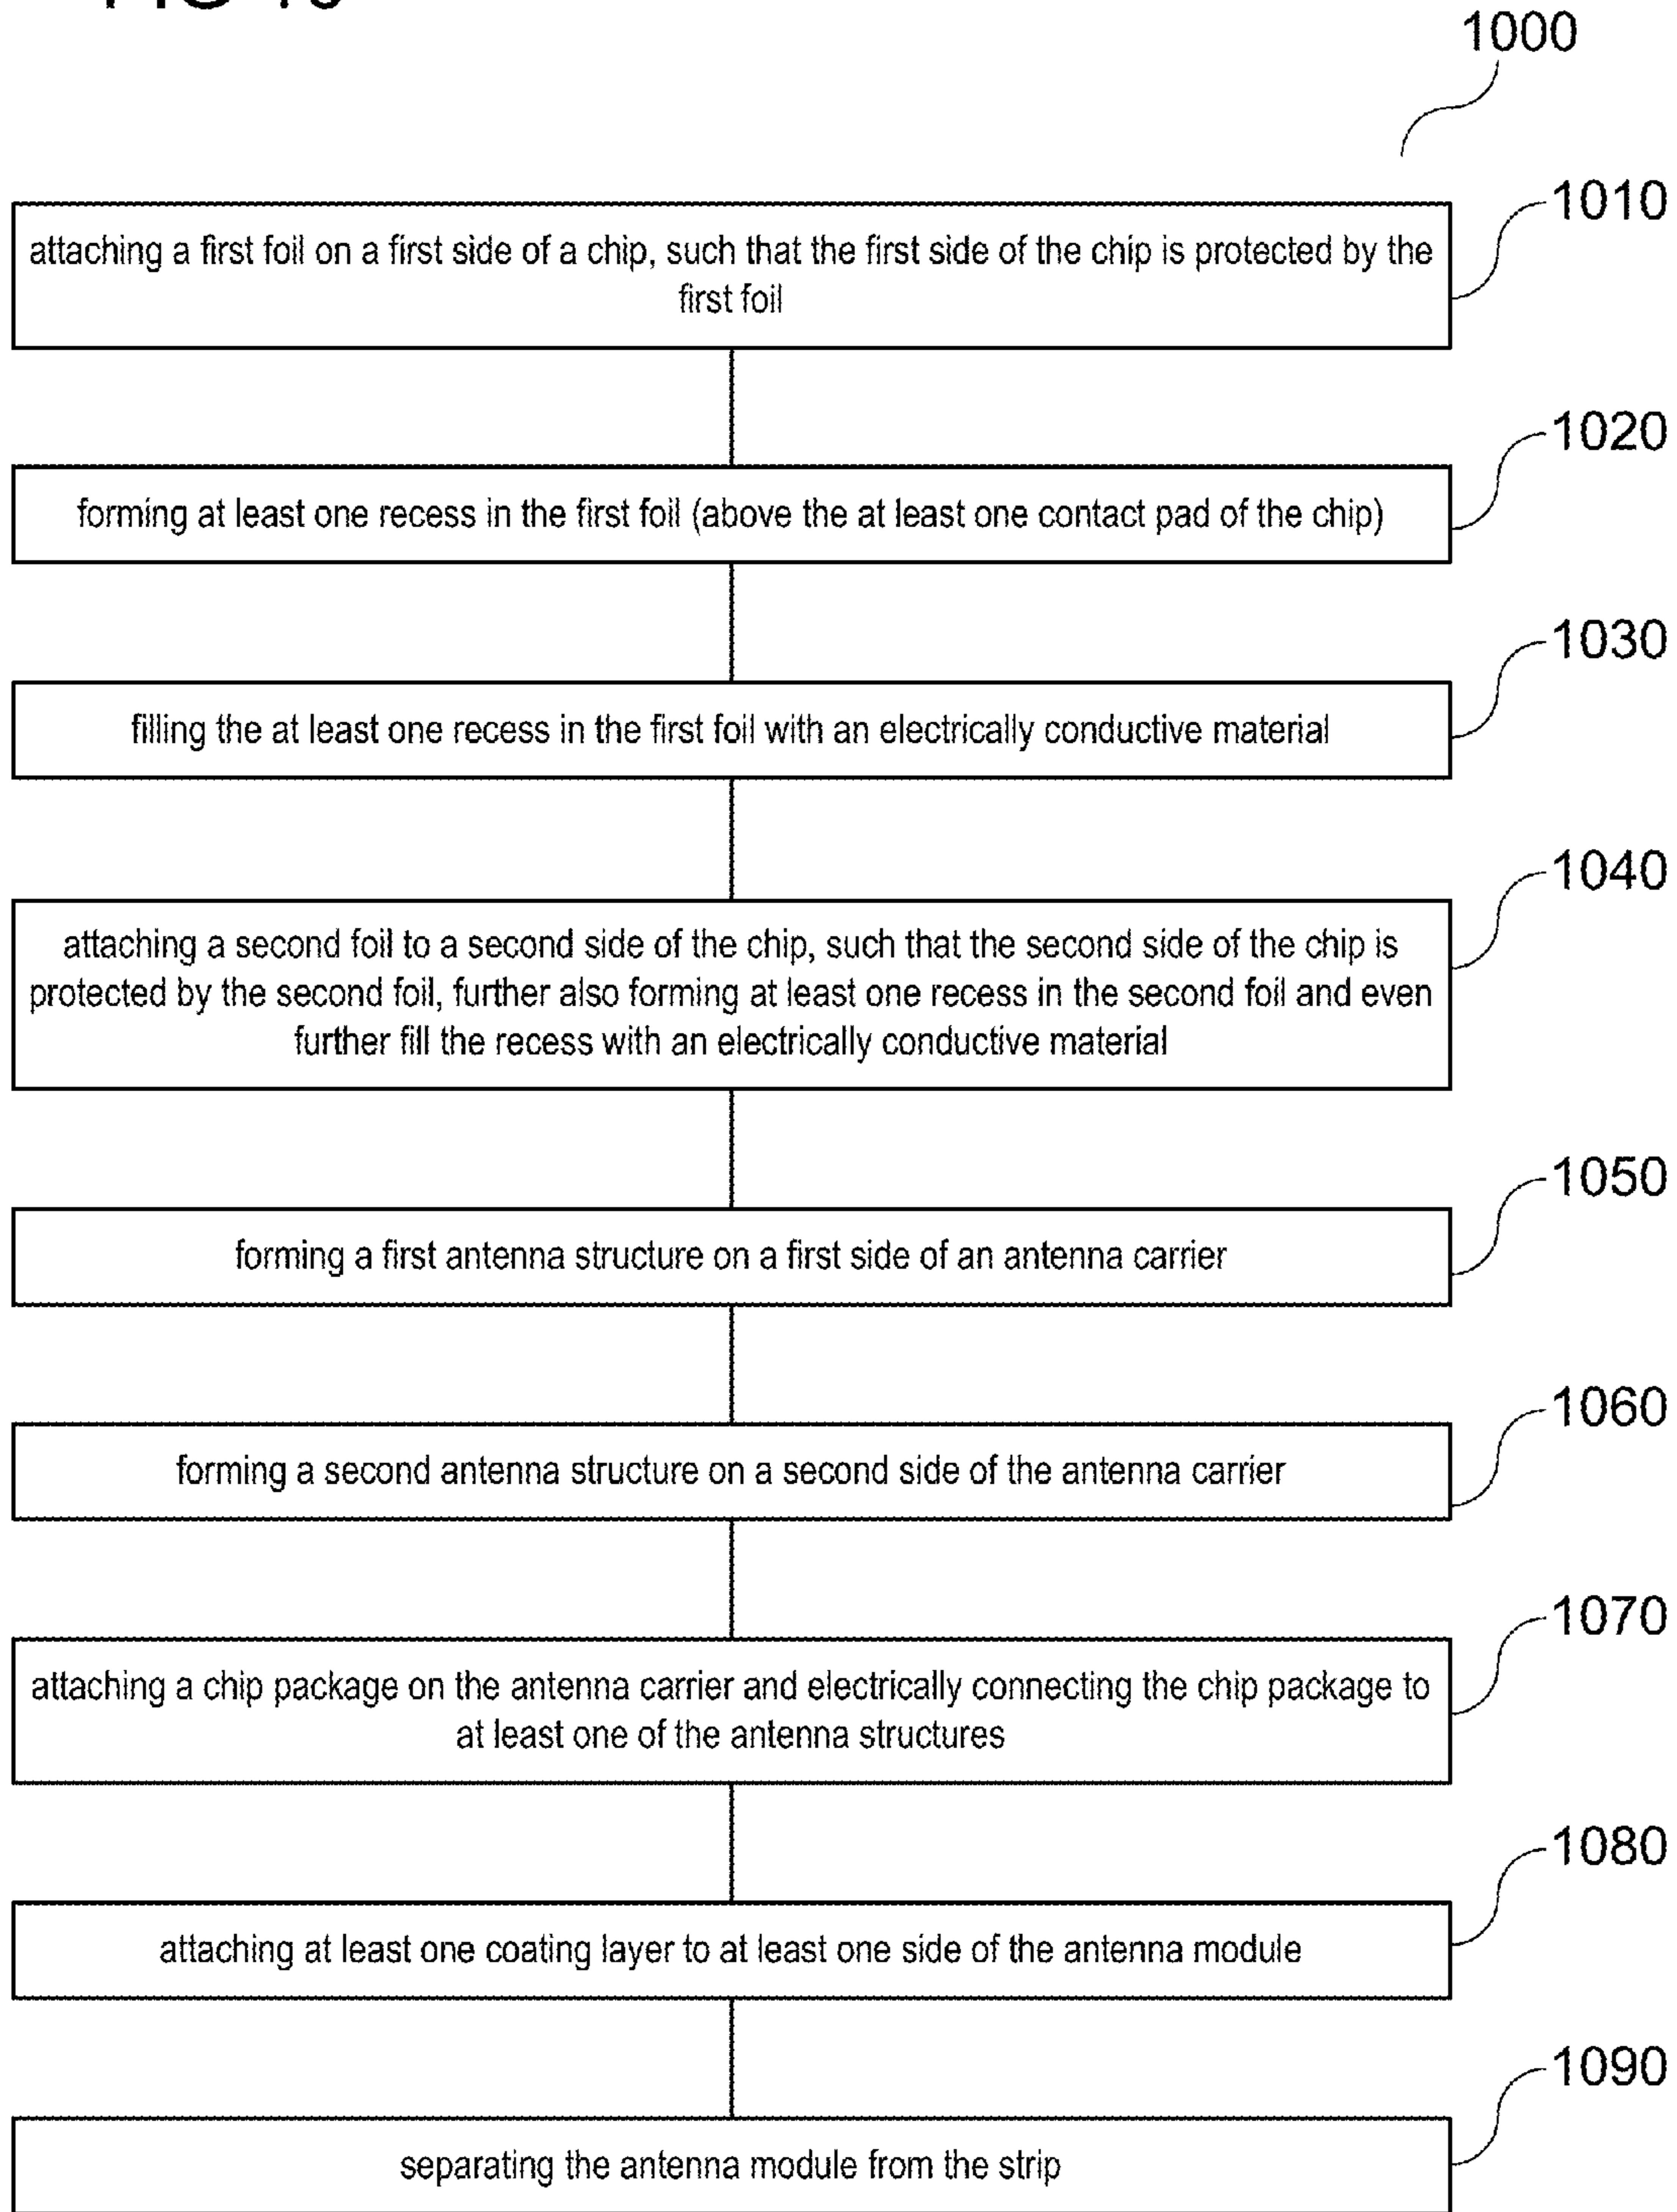 FIG 10
1000
1010
attaching a first foil on a first side of a chip, such that the first side of the chip is protected by the
first foil
1020
forming at least one recess in the first foil (above the at least one contact pad of the chip)
1030
filling the at least one recess in the first foil with an electrically conductive material
1040
attaching a second foil to a second side of the chip, such that the second side of the chip is
protected by the second foil, further also forming at least one recess in the second foil and even
further fill the recess with an electrically conductive material
1050
forming a first antenna structure on a first side of an antenna carrier
1060
forming a second antenna structure on a second side of the antenna carrier
1070
attaching a chip package on the antenna carrier and electrically connecting the chip package to
at least one of the antenna structures
1080
attaching at least one coating layer to at least one side of the antenna module
1090
separating the antenna module from the strip